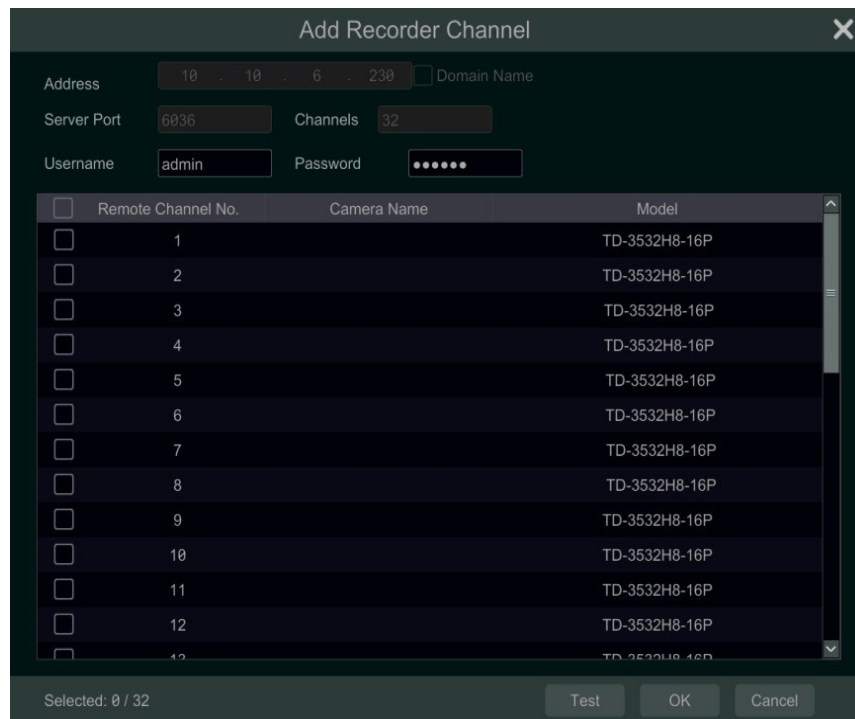 Add Recorder Channel
Address 10 . 10 . 6 . 230 Domain Name
Server Port 6036 Channels 32
Username admin Password ●●●●●●
Remote Channel No. Camera Name Model
1 TD-3532H8-16P
2 TD-3532H8-16P
3 TD-3532H8-16P
4 TD-3532H8-16P
5 TD-3532H8-16P
6 TD-3532H8-16P
7 TD-3532H8-16P
8 TD-3532H8-16P
9 TD-3532H8-16P
10 TD-3532H8-16P
11 TD-3532H8-16P
12 TD-3532H8-16P
Selected: 0 / 32 Test OK Cancel